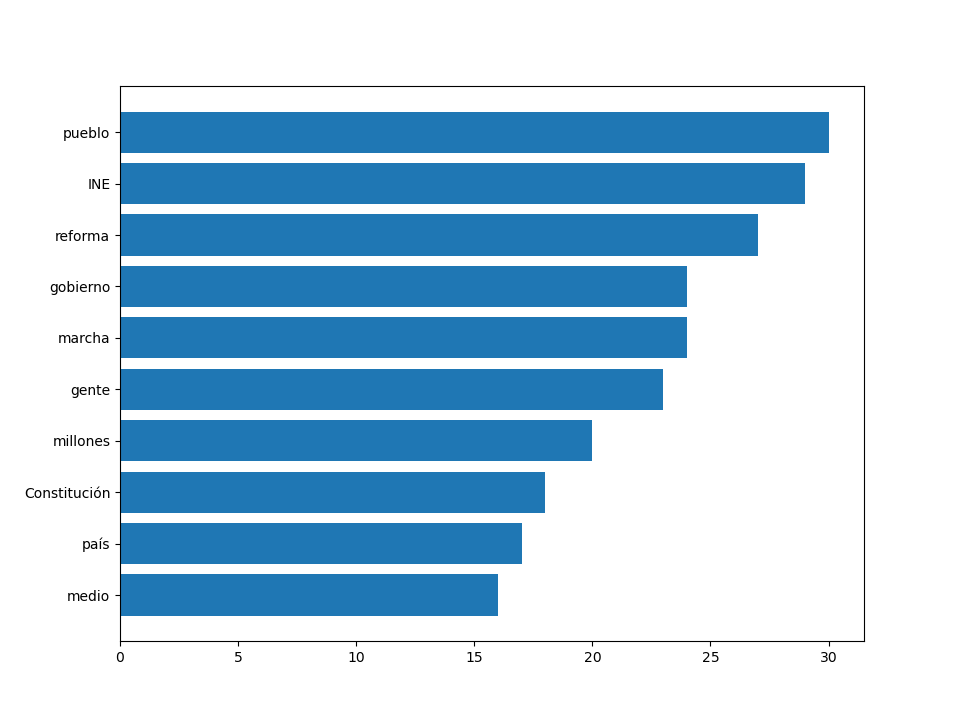 pueblo
INE
reforma
gobierno
marcha
gente
millones
Constitución
país
medio
0 5 10 15 20 25 30